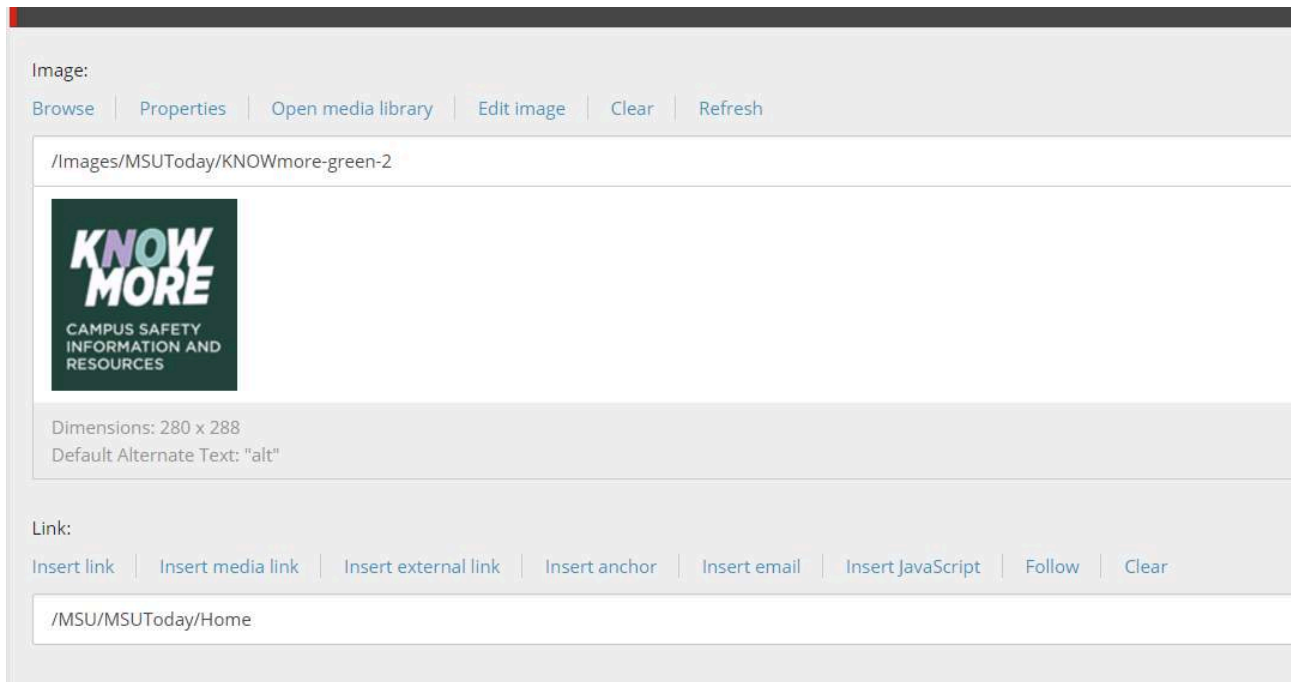 Image:
Browse Properties Open media library Edit image Clear Refresh
/Images/MSUToday/KNOWmore-green-2
KNOW
MORE
CAMPUS SAFETY
INFORMATION AND
RESOURCES
Dimensions: 280 x 288
Default Alternate Text: "alt"
Link:
Insert link Insert media link Insert external link Insert anchor Insert email Insert JavaScript Follow Clear
/MSU/MSUToday/Home